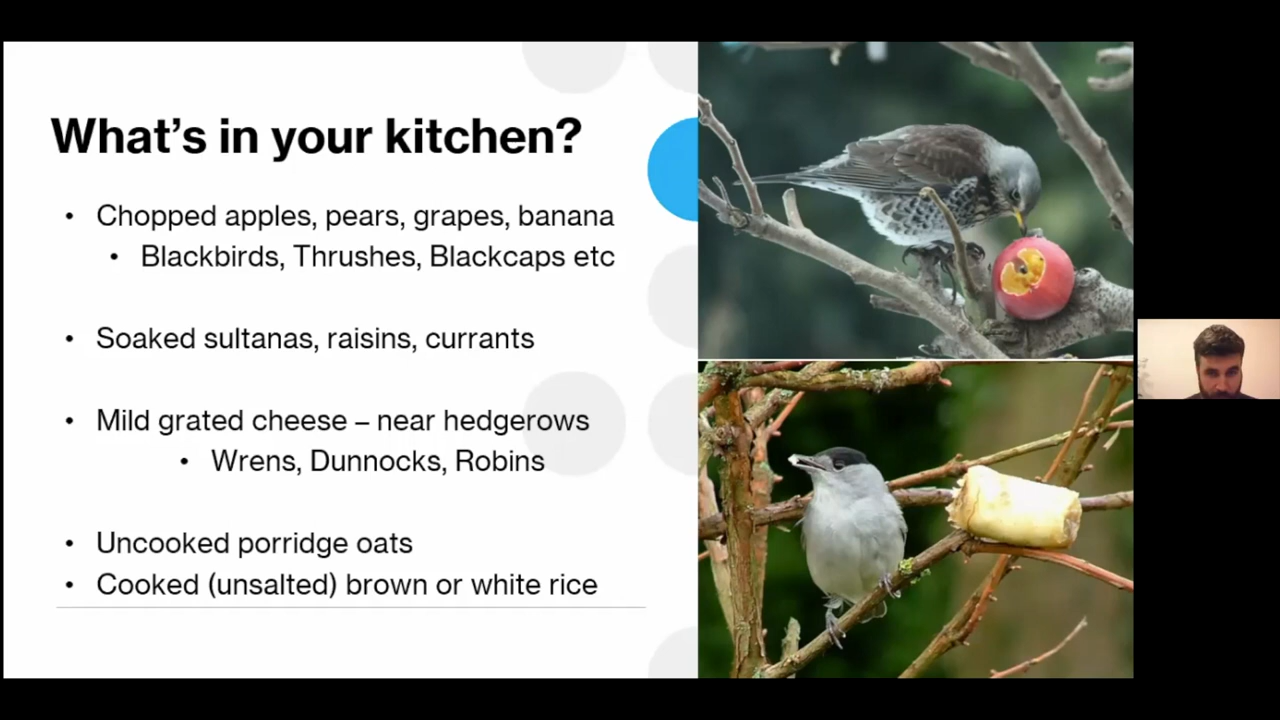 What's in your kitchen?
• Chopped apples, pears, grapes, banana
• Blackbirds, Thrushes, Blackcaps etc
• Soaked sultanas, raisins, currants
• Mild grated cheese – near hedgerows
• Wrens, Dunnocks, Robins
• Uncooked porridge oats
• Cooked (unsalted) brown or white rice